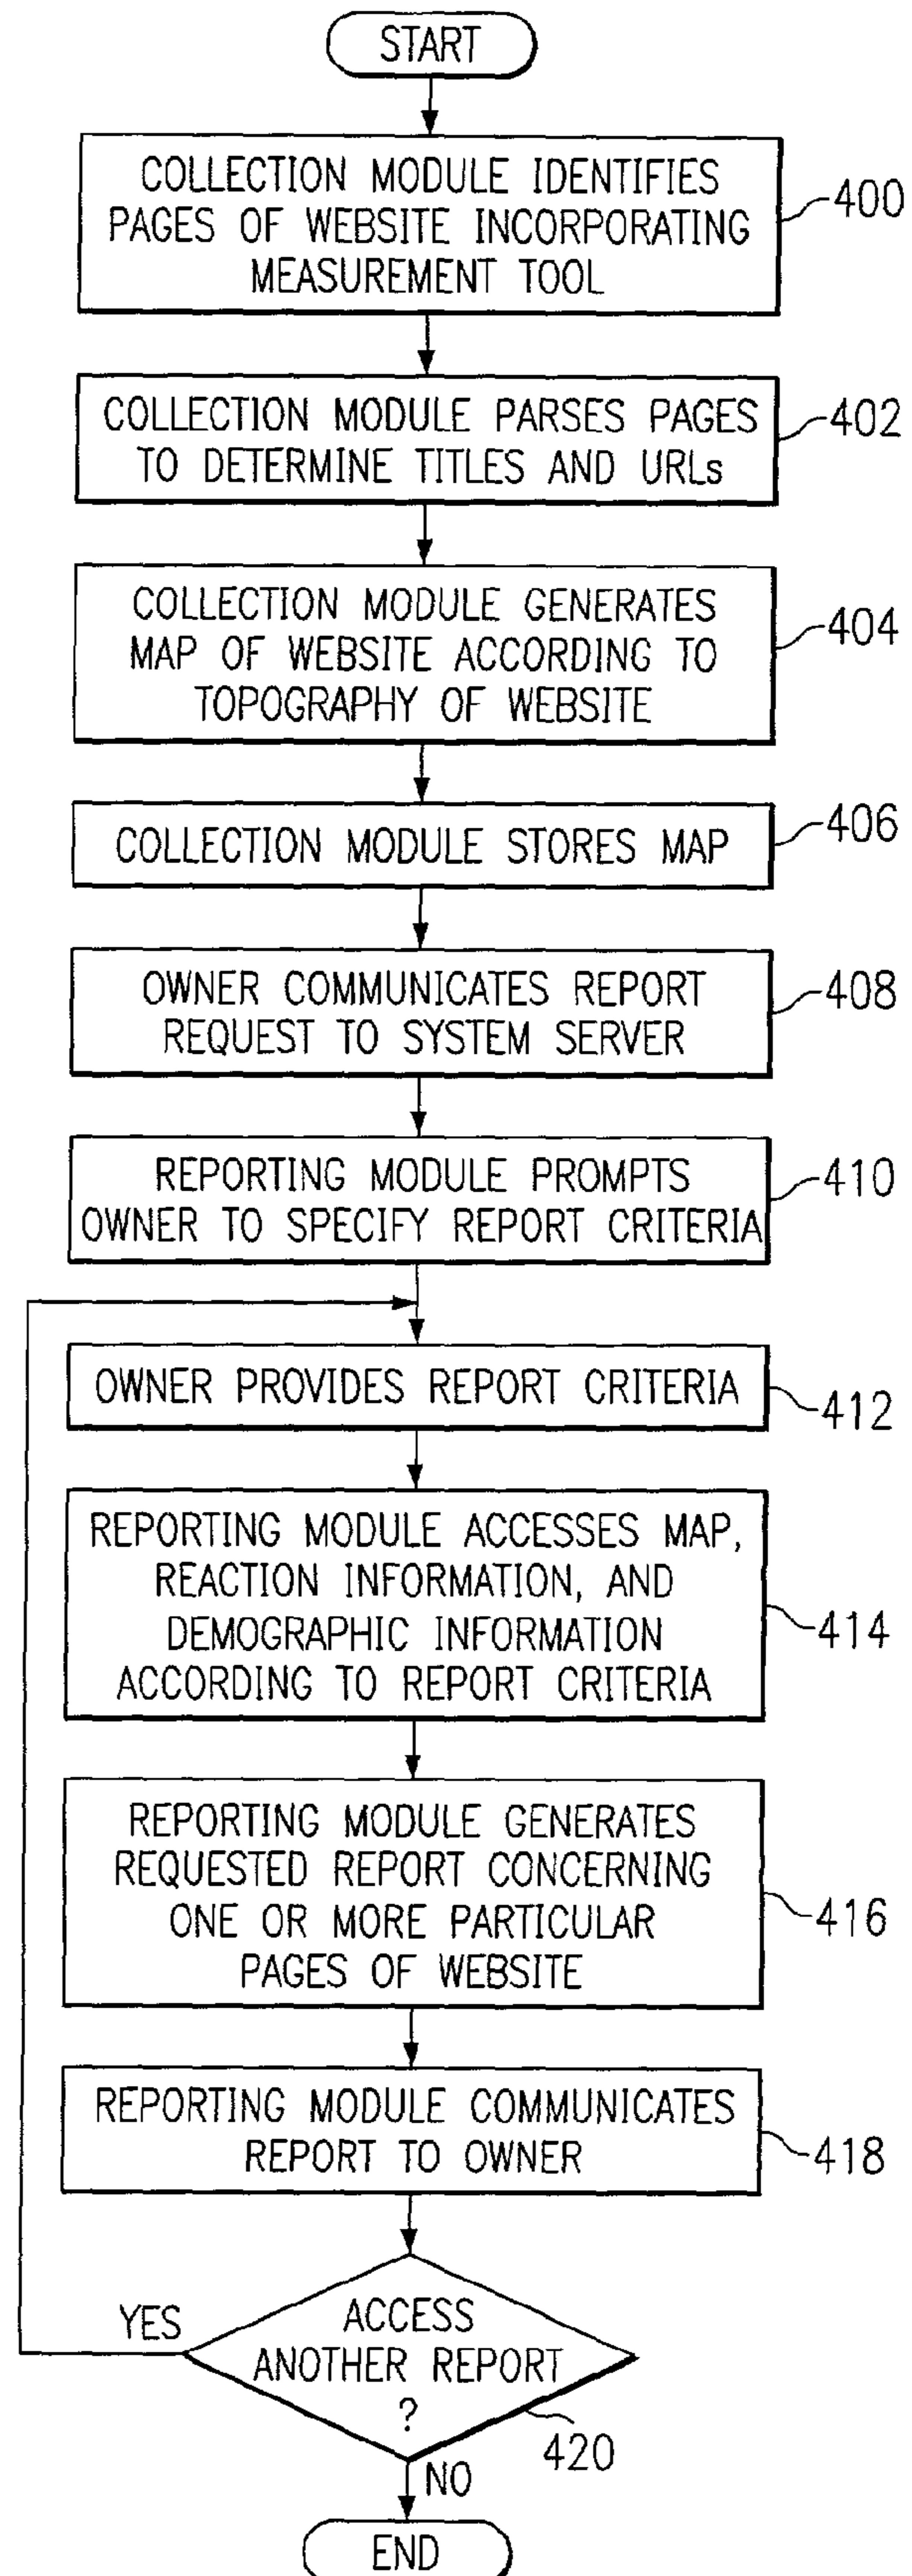 START
COLLECTION MODULE IDENTIFIES
PAGES OF WEBSITE INCORPORATING
MEASUREMENT TOOL
400
COLLECTION MODULE PARSES PAGES
TO DETERMINE TITLES AND URLs
402
COLLECTION MODULE GENERATES
MAP OF WEBSITE ACCORDING TO
TOPOGRAPHY OF WEBSITE
404
COLLECTION MODULE STORES MAP
406
OWNER COMMUNICATES REPORT
REQUEST TO SYSTEM SERVER
408
REPORTING MODULE PROMPTS
OWNER TO SPECIFY REPORT CRITERIA
410
OWNER PROVIDES REPORT CRITERIA
412
REPORTING MODULE ACCESSES MAP,
REACTION INFORMATION, AND
DEMOGRAPHIC INFORMATION
ACCORDING TO REPORT CRITERIA
414
REPORTING MODULE GENERATES
REQUESTED REPORT CONCERNING
ONE OR MORE PARTICULAR
PAGES OF WEBSITE
416
REPORTING MODULE COMMUNICATES
REPORT TO OWNER
418
YES
ACCESS
ANOTHER REPORT
?
420
NO
END